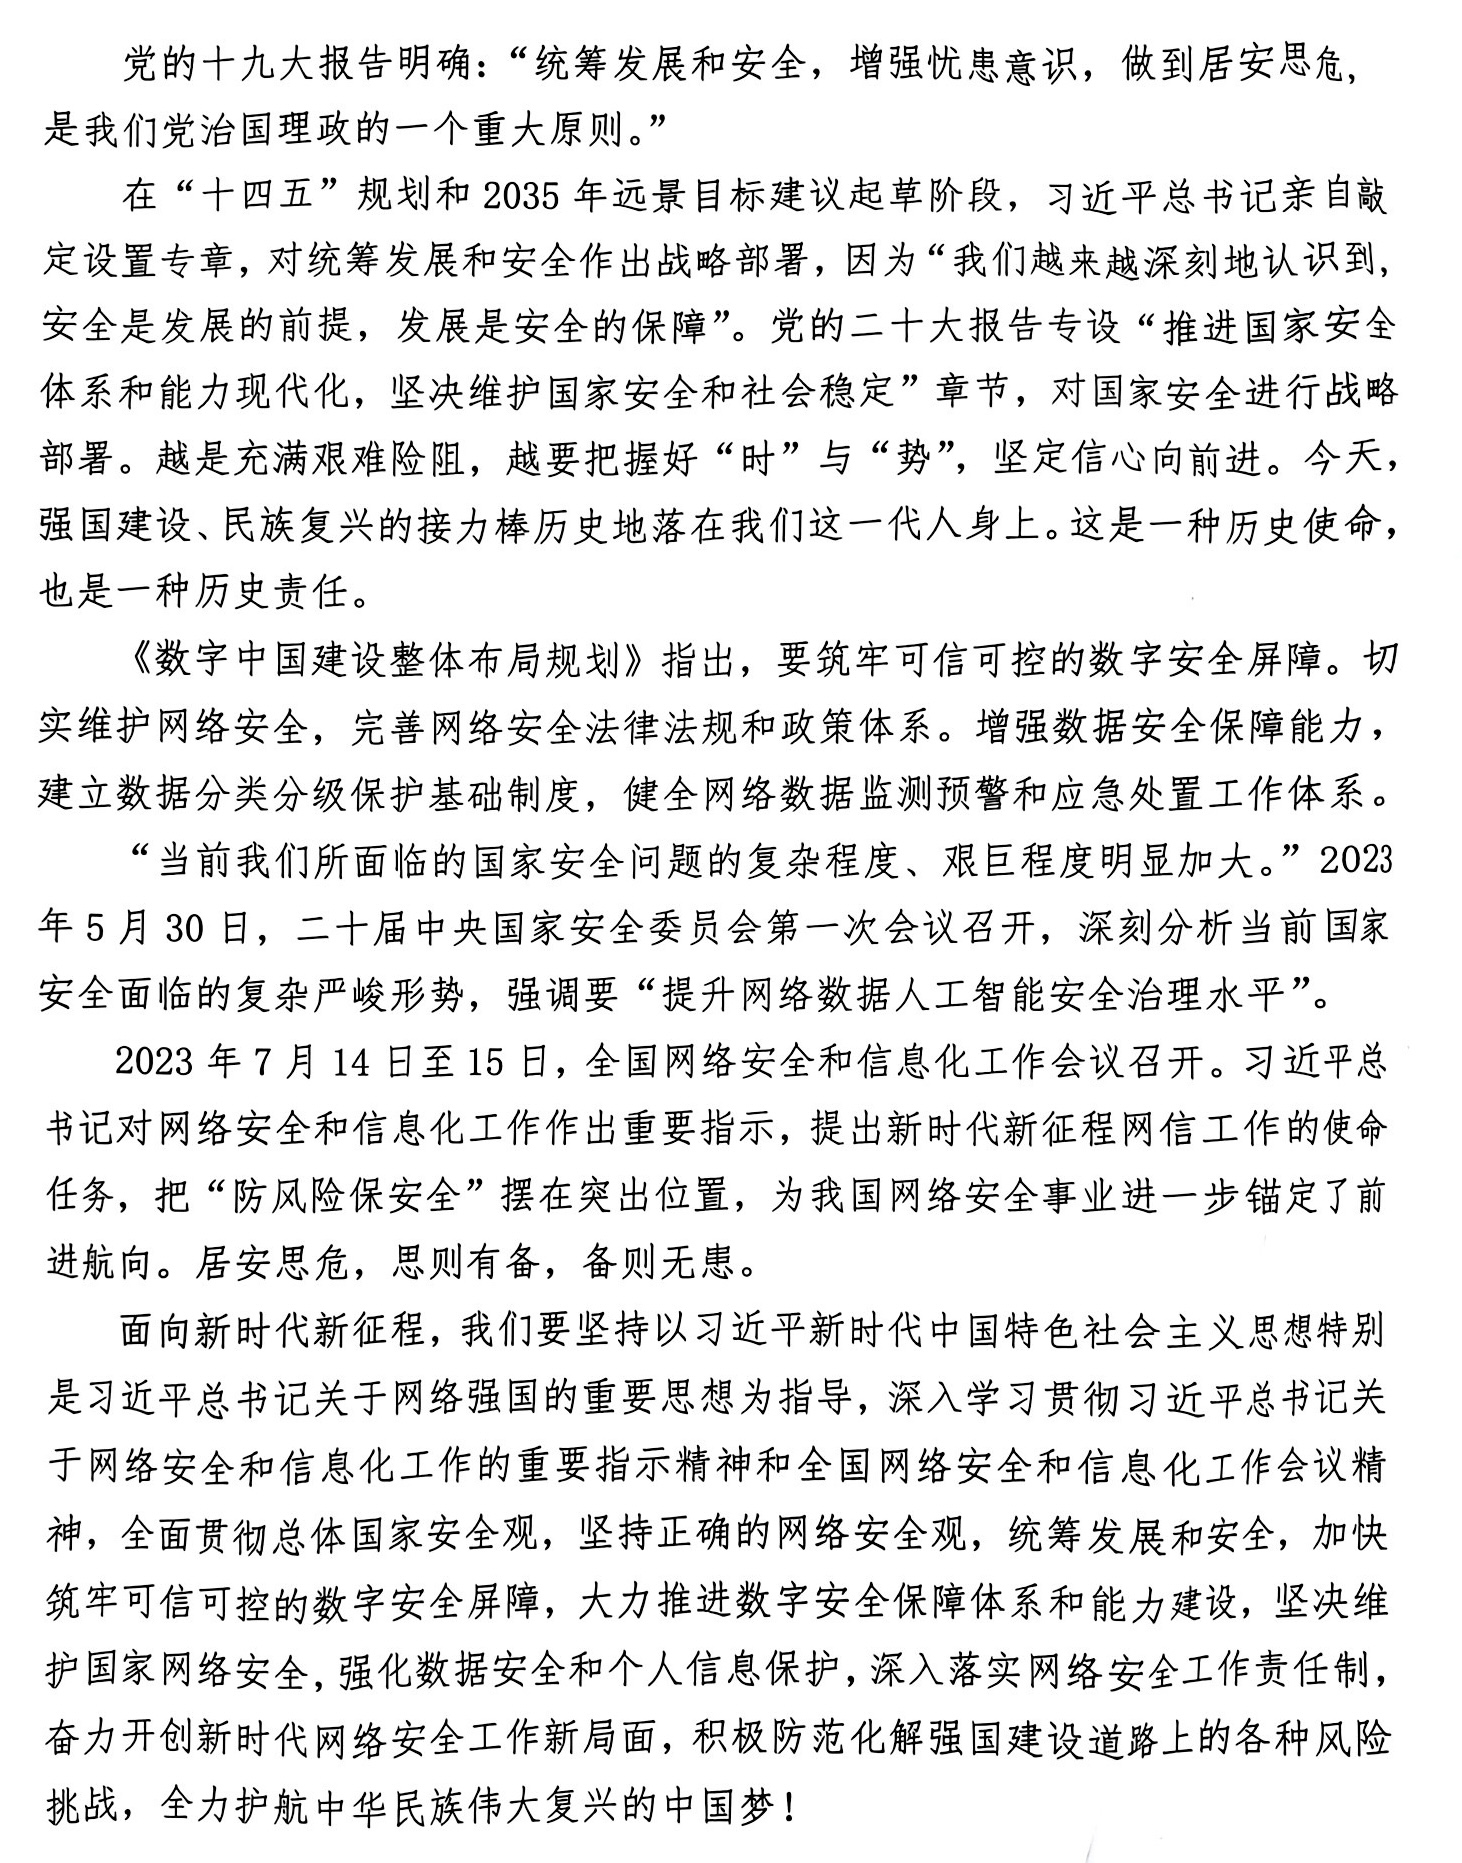 党的十九大报告明确：“统筹发展和安全，增强忧患意识，做到居安思危，
是我们党治国理政的一个重大原则。”
在“十四五”规划和 2035 年远景目标建议起草阶段，习近平总书记亲自敲
定设置专章，对统筹发展和安全作出战略部署，因为“我们越来越深刻地认识到，
安全是发展的前提，发展是安全的保障”。党的二十大报告专设“推进国家安全
体系和能力现代化，坚决维护国家安全和社会稳定”章节，对国家安全进行战略
部署。越是充满艰难险阻，越要把握好“时”与“势”，坚定信心向前进。今天，
强国建设、民族复兴的接力棒历史地落在我们这一代人身上。这是一种历史使命，
也是一种历史责任。
《数字中国建设整体布局规划》指出，要筑牢可信可控的数字安全屏障。切
实维护网络安全，完善网络安全法律法规和政策体系。增强数据安全保障能力，
建立数据分类分级保护基础制度，健全网络数据监测预警和应急处置工作体系。
“当前我们所面临的国家安全问题的复杂程度、艰巨程度明显加大。”2023
年 5 月 30 日，二十届中央国家安全委员会第一次会议召开，深刻分析当前国家
安全面临的复杂严峻形势，强调要“提升网络数据人工智能安全治理水平”。
2023 年 7 月 14 日至 15 日，全国网络安全和信息化工作会议召开。习近平总
书记对网络安全和信息化工作作出重要指示，提出新时代新征程网信工作的使命
任务，把“防风险保安全”摆在突出位置，为我国网络安全事业进一步锚定了前
进航向。居安思危，思则有备，备则无患。
面向新时代新征程，我们要坚持以习近平新时代中国特色社会主义思想特别
是习近平总书记关于网络强国的重要思想为指导，深入学习贯彻习近平总书记关
于网络安全和信息化工作的重要指示精神和全国网络安全和信息化工作会议精
神，全面贯彻总体国家安全观，坚持正确的网络安全观，统筹发展和安全，加快
筑牢可信可控的数字安全屏障，大力推进数字安全保障体系和能力建设，坚决维
护国家网络安全，强化数据安全和个人信息保护，深入落实网络安全工作责任制，
奋力开创新时代网络安全工作新局面，积极防范化解强国建设道路上的各种风险
挑战，全力护航中华民族伟大复兴的中国梦！